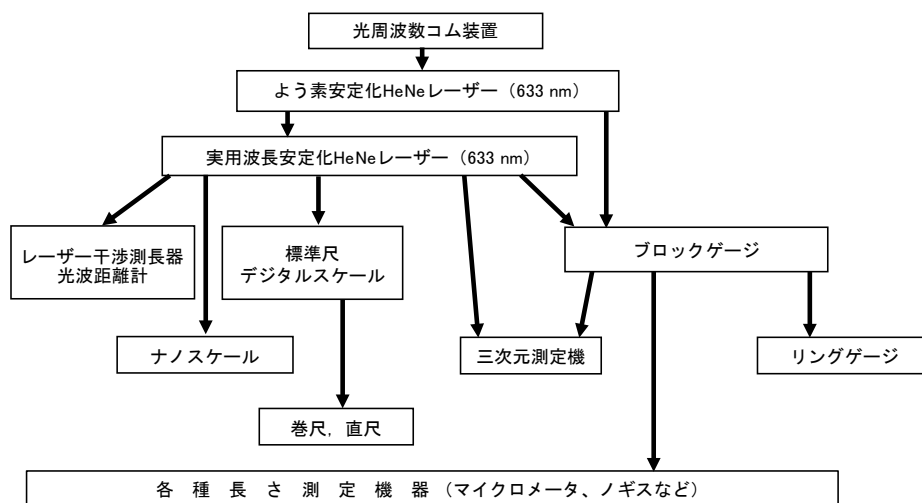 光周波数コム装置
よう素安定化HeNeレーザー（633 nm）
実用波長安定化HeNeレーザー（633 nm）
レーザー干渉測長器
光波距離計
標準尺
デジタルスケール
ブロックゲージ
ナノスケール
三次元測定機
リングゲージ
巻尺，直尺
各 種 長 さ 測 定 機 器（マイクロメータ、ノギスなど）